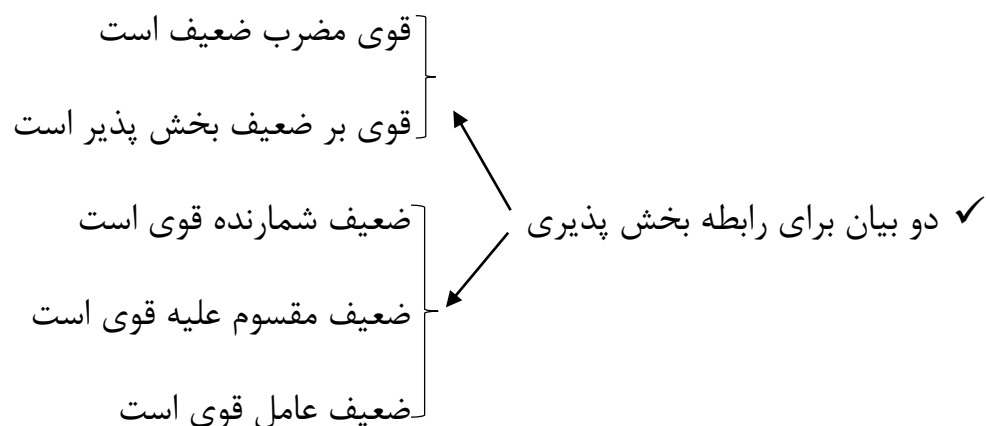 قوی مضرب ضعیف است
قوی بر ضعیف بخش پذیر است
✓ دو بیان برای رابطه بخش پذیری
ضعیف شمارنده قوی است
ضعیف مقسوم علیه قوی است
ضعیف عامل قوی است